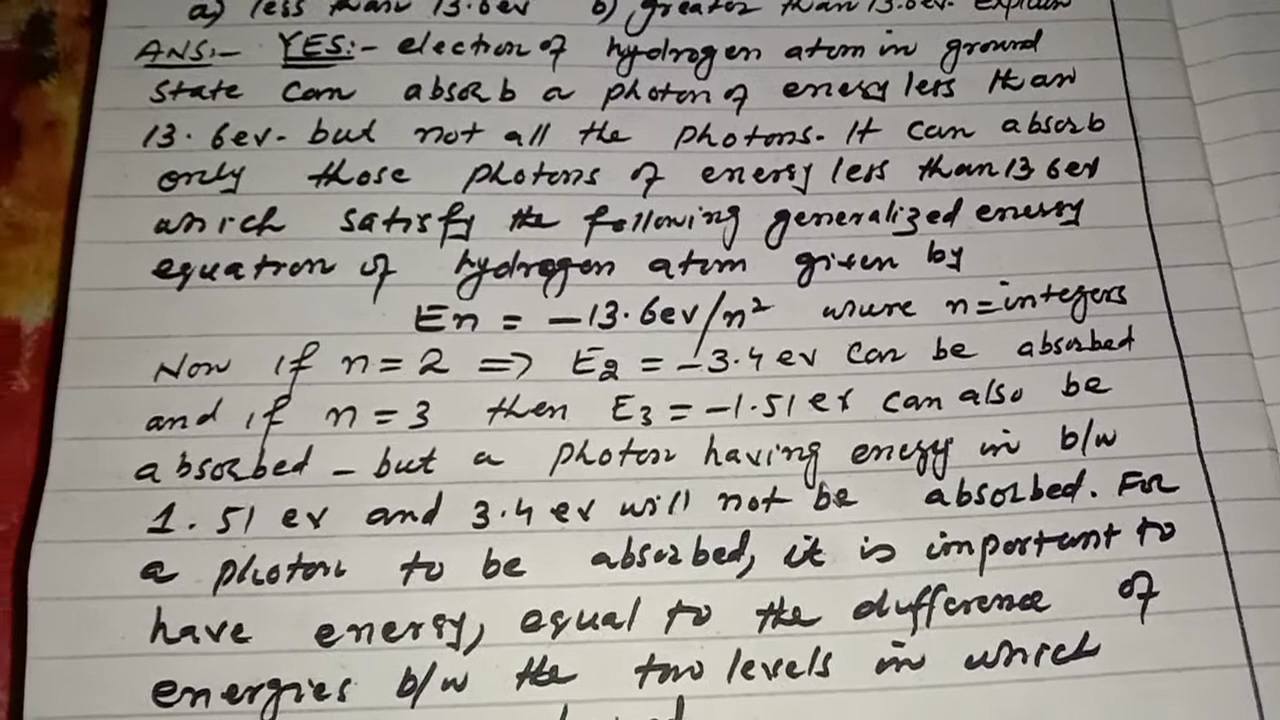 a) less than 13.6ev b) greater than 13.6ev. explain
ANS:- YES:- election of hydrogen atom in ground
state can absorb a photon of energy less than
13.6ev- but not all the photons. It can absorb
only those photons of energy less than 13.6ev
which satisfy the following generalized energy
equation of hydrogen atom given by
En = -13.6ev/n² where n=integers
Now if n=2 => E₂ = -3.4 ev can be absorbed
and if n=3 then E₃ = -1.51 ev can also be
absorbed - but a photon having energy in b/w
1.51 ev and 3.4 ev will not be absorbed. For
a photon to be absorbed, it is important to
have energy, equal to the difference of
energies b/w the two levels in which